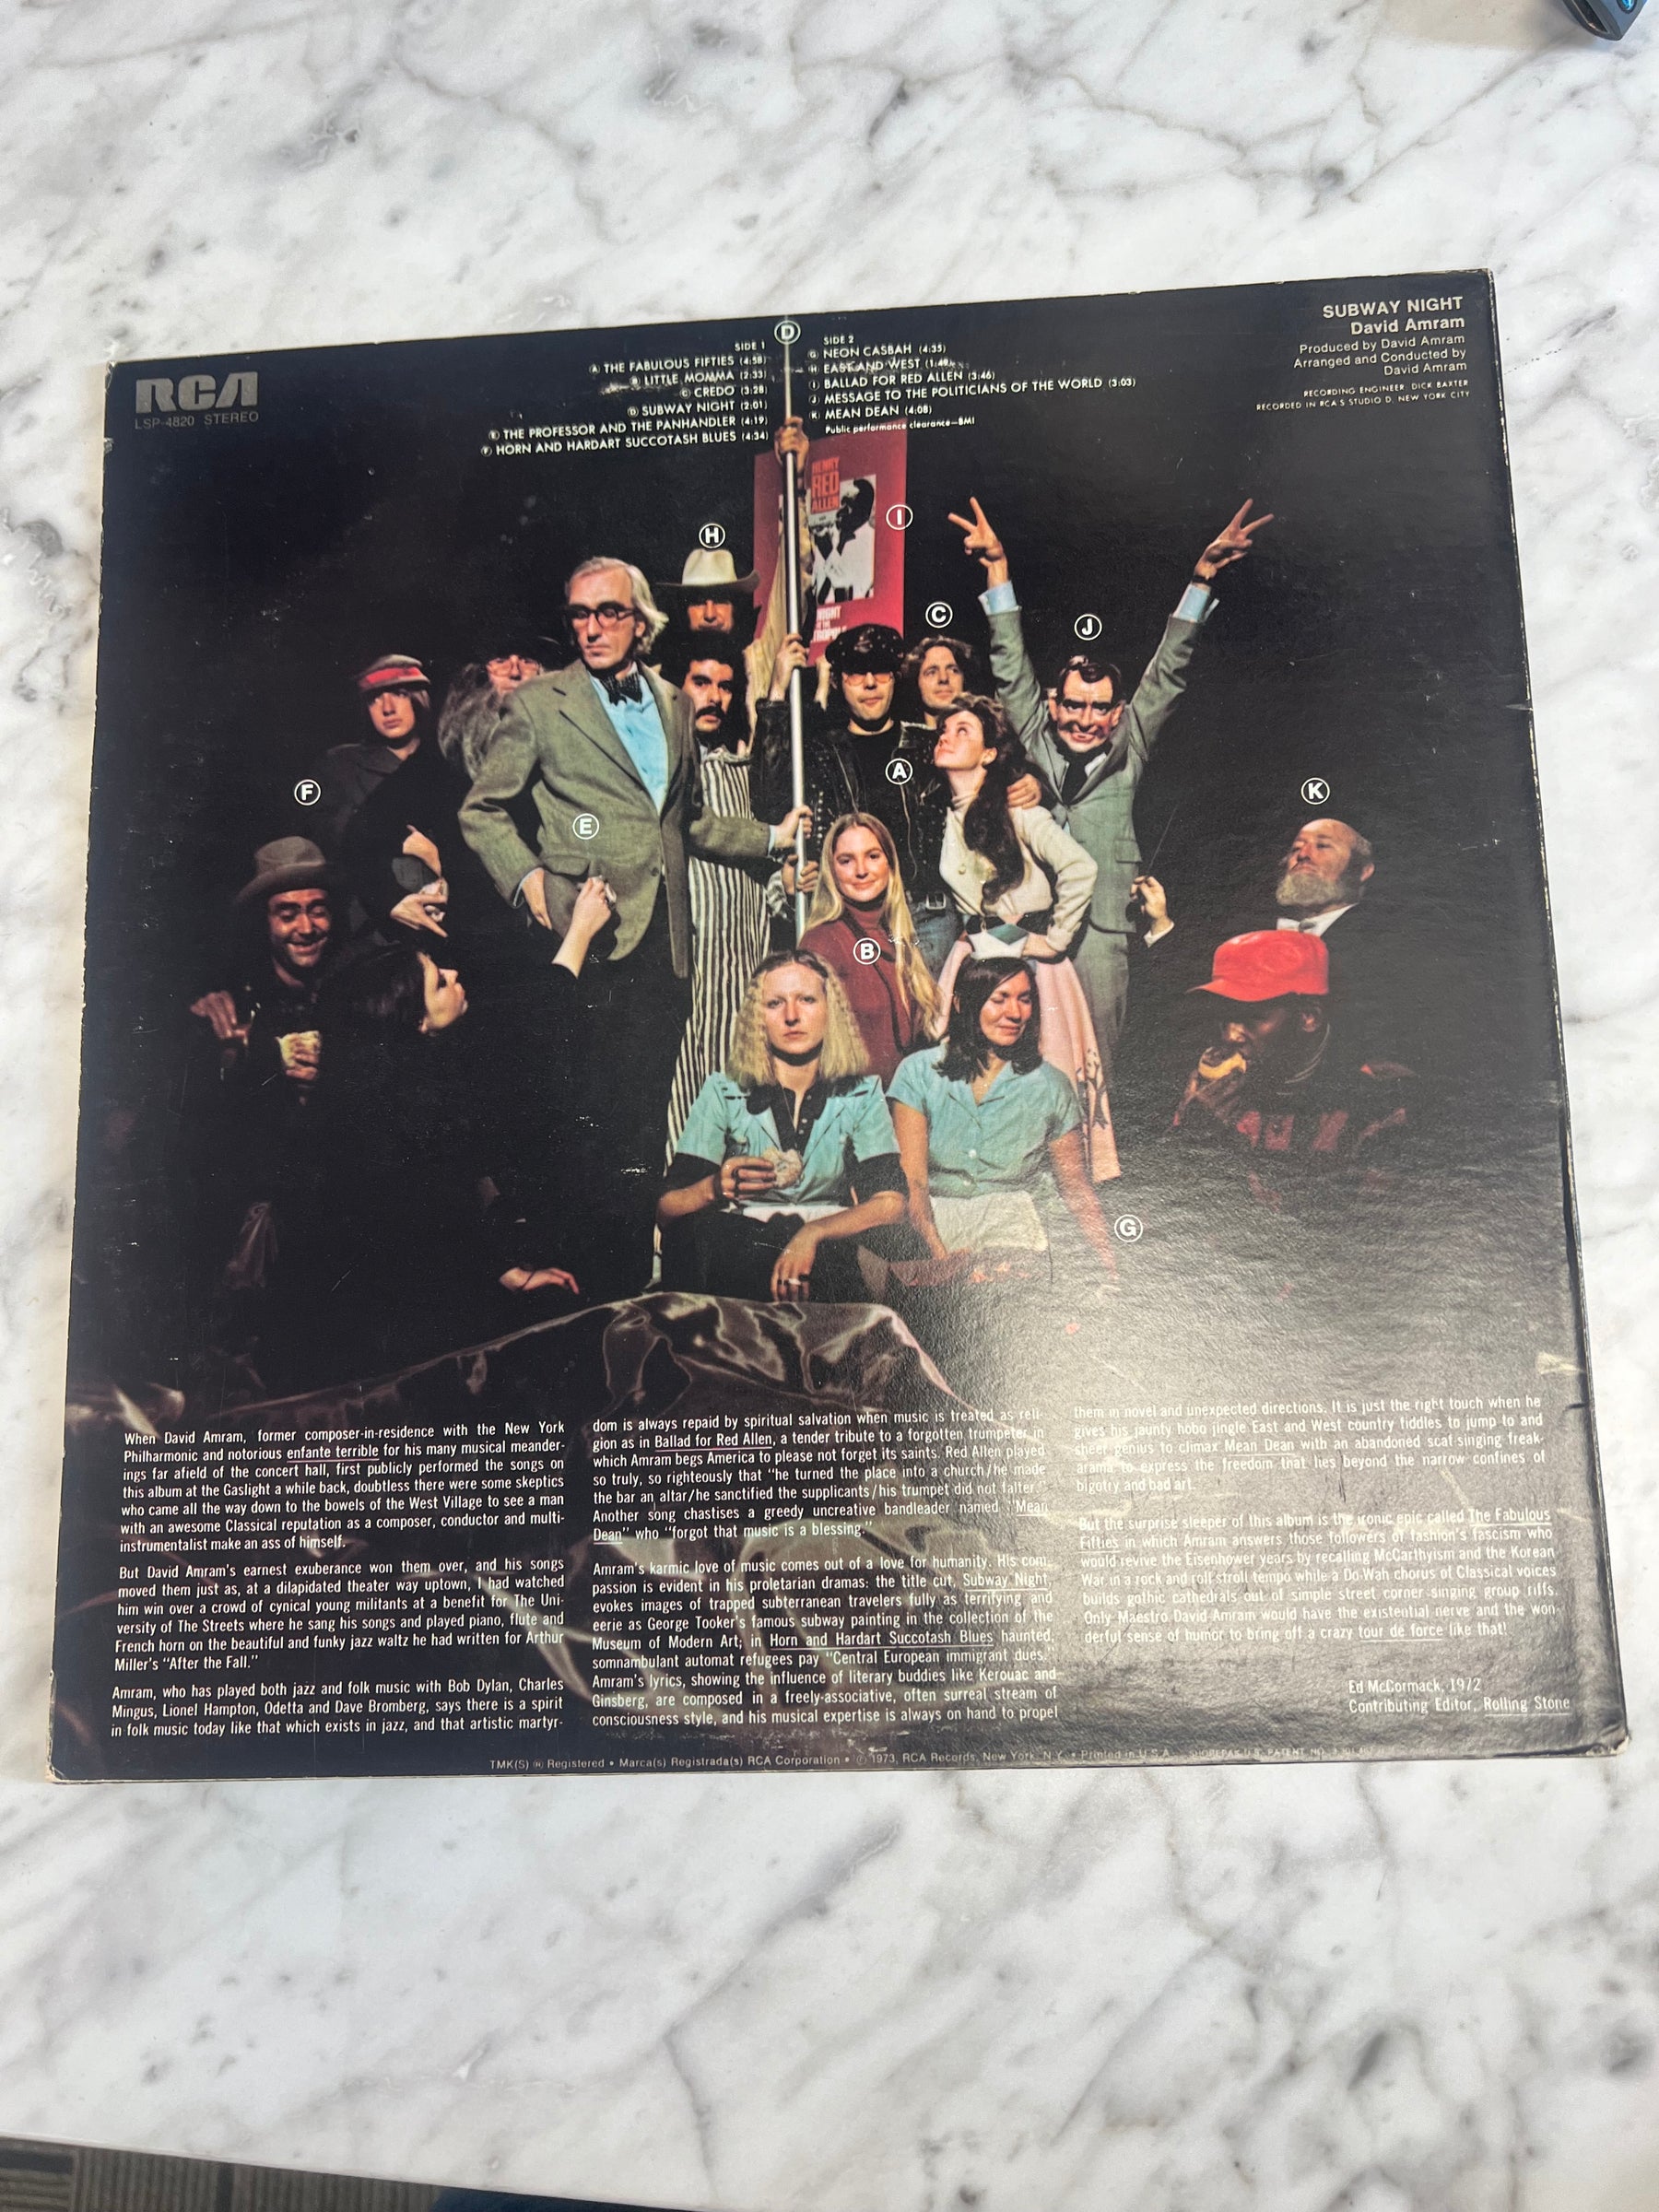 RCA
LSP-4820 STEREO
SIDE 1
A THE FABULOUS FIFTIES (4:58)
B LITTLE MOMMA (2:33)
C CREDO (3:28)
D SUBWAY NIGHT (2:01)
E THE PROFESSOR AND THE PANHANDLER (4:19)
F HORN AND HARDART SUCCOTASH BLUES (4:34)
D
SIDE 2
G NEON CASBAH (4:35)
H EAST AND WEST
I BALLAD FOR RED ALLEN (3:46)
J MESSAGE TO THE POLITICIANS OF THE WORLD (3:03)
K MEAN DEAN (4:08)
Public performance clearance—BMI
SUBWAY NIGHT
David Amram
Produced by David Amram
Arranged and Conducted by
David Amram
RECORDING ENGINEER: DICK BAXTER
RECORDED IN RCA'S STUDIO D, NEW YORK CITY
HENRY
RED
ALLEN
I
H
C
J
A
F
E
K
B
G
When David Amram, former composer-in-residence with the New York
Philharmonic and notorious enfante terrible for his many musical meander-
ings far afield of the concert hall, first publicly performed the songs on
this album at the Gaslight a while back, doubtless there were some skeptics
who came all the way down to the bowels of the West Village to see a man
with an awesome Classical reputation as a composer, conductor and multi-
instrumentalist make an ass of himself.
But David Amram's earnest exuberance won them over, and his songs
moved them just as, at a dilapidated theater way uptown, I had watched
him win over a crowd of cynical young militants at a benefit for The Uni-
versity of The Streets where he sang his songs and played piano, flute and
French horn on the beautiful and funky jazz waltz he had written for Arthur
Miller's "After the Fall."
Amram, who has played both jazz and folk music with Bob Dylan, Charles
Mingus, Lionel Hampton, Odetta and Dave Bromberg, says there is a spirit
in folk music today like that which exists in jazz, and that artistic martyr-
dom is always repaid by spiritual salvation when music is treated as reli-
gion as in Ballad for Red Allen, a tender tribute to a forgotten trumpeter in
which Amram begs America to please not forget its saints. Red Allen played
so truly, so righteously that "he turned the place into a church/he made
the bar an altar/he sanctified the supplicants/his trumpet did not falter."
Another song chastises a greedy uncreative bandleader named "Mean
Dean" who "forgot that music is a blessing."
Amram's karmic love of music comes out of a love for humanity. His com-
passion is evident in his proletarian dramas: the title cut, Subway Night,
evokes images of trapped subterranean travelers fully as terrifying and
eerie as George Tooker's famous subway painting in the collection of the
Museum of Modern Art; in Horn and Hardart Succotash Blues haunted,
somnambulant automat refugees pay "Central European immigrant dues."
Amram's lyrics, showing the influence of literary buddies like Kerouac and
Ginsberg, are composed in a freely-associative, often surreal stream of
consciousness style, and his musical expertise is always on hand to propel
them in novel and unexpected directions. It is just the right touch when he
gives his jaunty hobo jingle East and West country fiddles to jump to and
sheer genius to climax Mean Dean with an abandoned scat-singing freak-
arama to express the freedom that lies beyond the narrow confines of
bigotry and bad art.
But the surprise sleeper of this album is the ironic epic called The Fabulous
Fifties in which Amram answers those followers of fashion's fascism who
would revive the Eisenhower years by recalling McCarthyism and the Korean
War in a rock and roll stroll tempo while a Do-Wah chorus of Classical voices
builds gothic cathedrals out of simple street corner singing group riffs.
Only Maestro David Amram would have the existential nerve and the won-
derful sense of humor to bring off a crazy tour de force like that!
Ed McCormack, 1972
Contributing Editor, Rolling Stone
TMK(S) ® Registered • Marca(s) Registrada(s) RCA Corporation • ℗ 1973, RCA Records, New York, N.Y. • Printed in U.S.A.